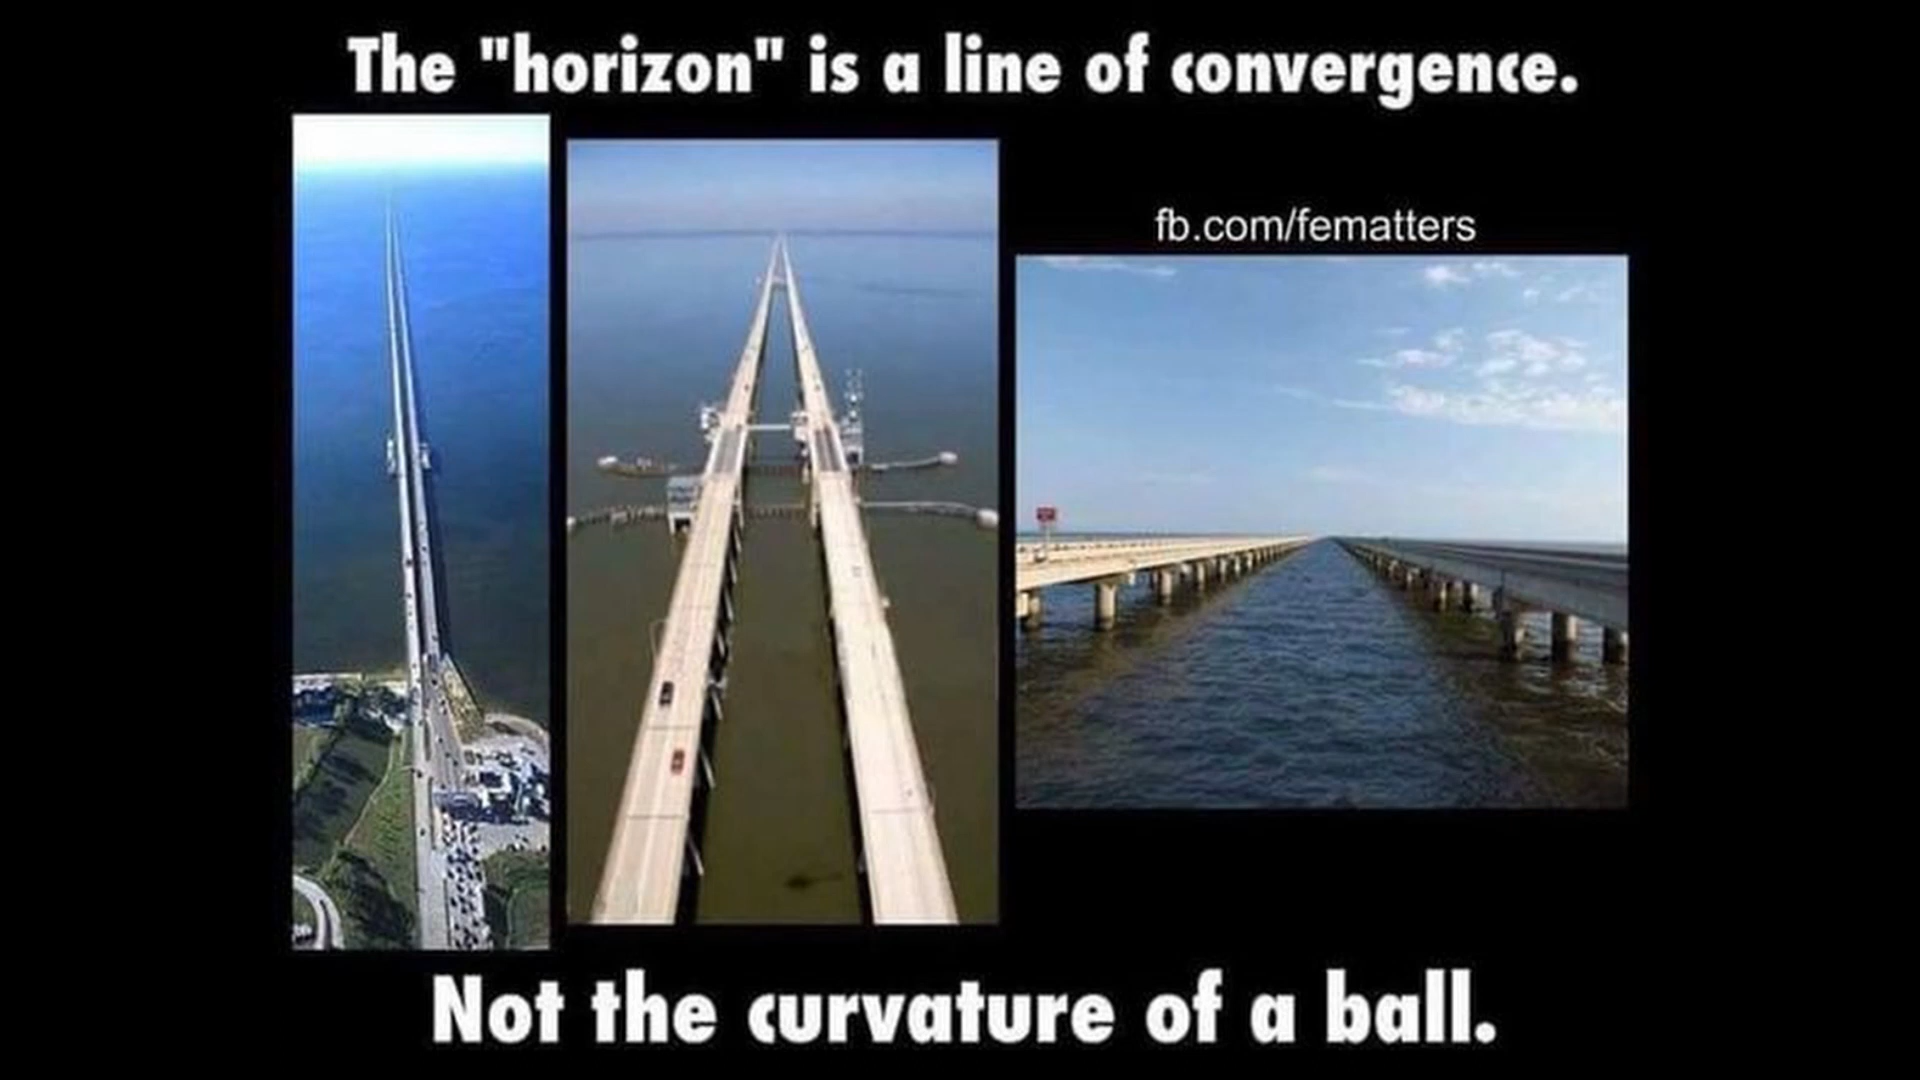 The "horizon" is a line of convergence.
fb.com/fematters
Not the curvature of a ball.